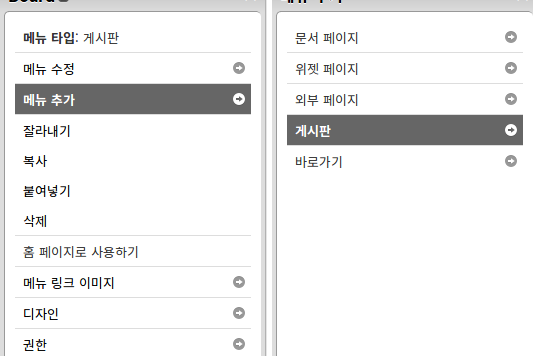 Board
메뉴 타입: 게시판
메뉴 수정
메뉴 추가
잘라내기
복사
붙여넣기
삭제
홈 페이지로 사용하기
메뉴 링크 이미지
디자인
권한
문서 페이지
위젯 페이지
외부 페이지
게시판
바로가기